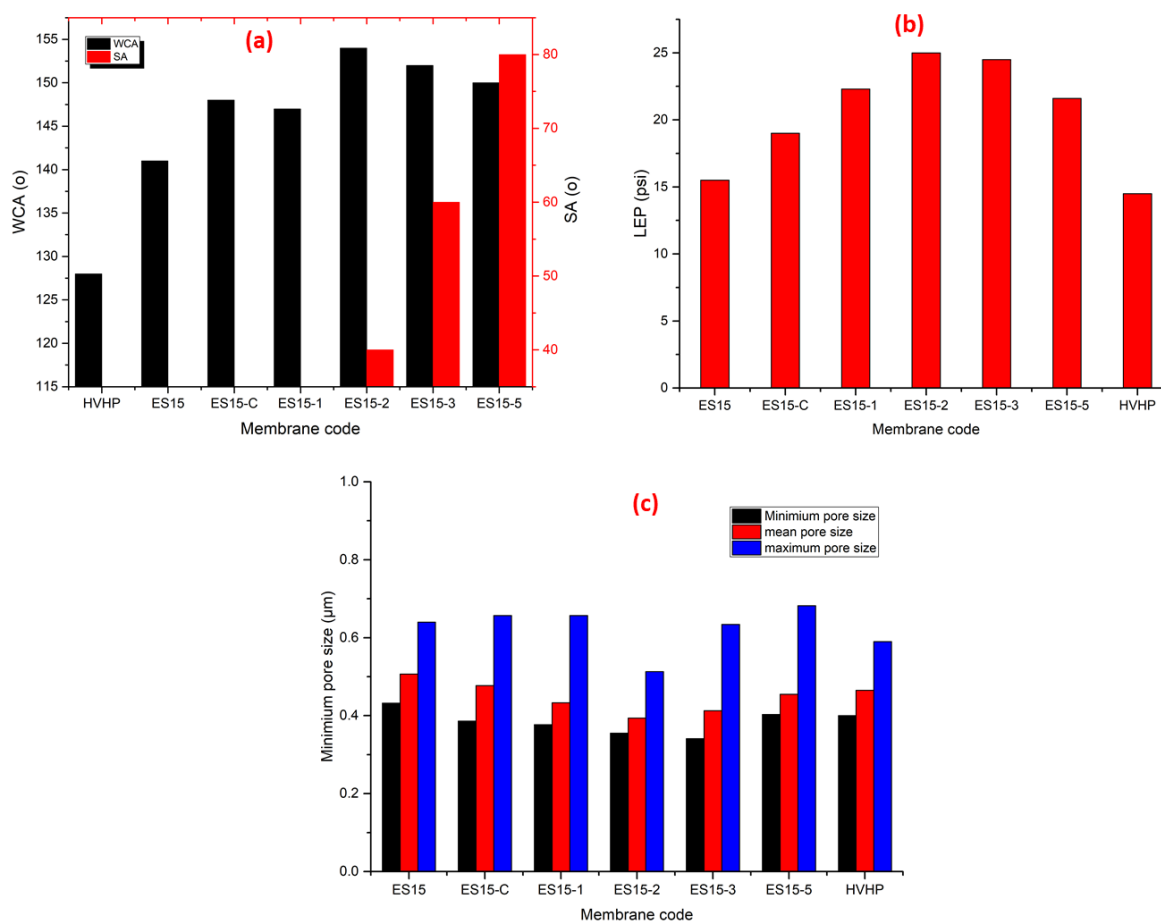 (a)
WCA
SA
155
150
145
140
135
130
125
120
115
WCA (o)
80
70
60
50
40
SA (o)
HVHP ES15 ES15-C ES15-1 ES15-2 ES15-3 ES15-5
Membrane code
(b)
25
20
15
10
5
0
LEP (psi)
ES15 ES15-C ES15-1 ES15-2 ES15-3 ES15-5 HVHP
Membrane code
(c)
Minimium pore size
mean pore size
maximum pore size
1.0
0.8
0.6
0.4
0.2
0.0
Minimum pore size (μm)
ES15 ES15-C ES15-1 ES15-2 ES15-3 ES15-5 HVHP
Membrane code